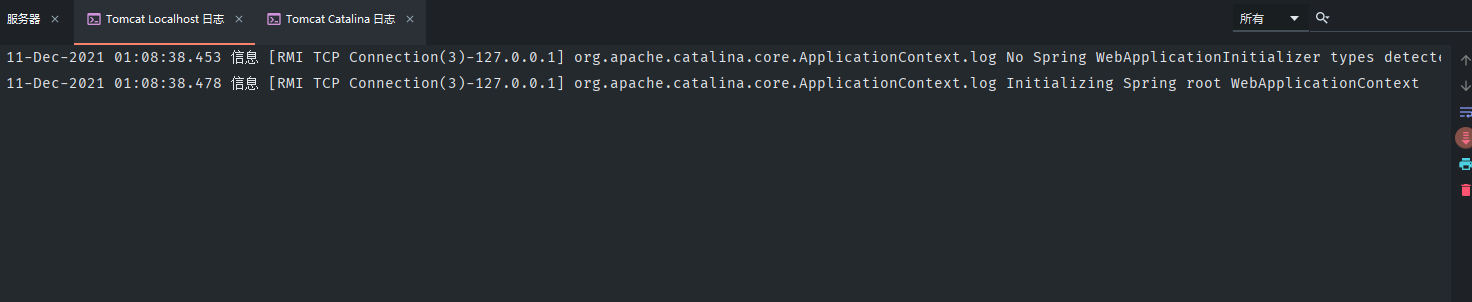 服务器 × Tomcat Localhost 日志 × Tomcat Catalina 日志 × 所有
11-Dec-2021 01:08:38.453 信息 [RMI TCP Connection(3)-127.0.0.1] org.apache.catalina.core.ApplicationContext.log No Spring WebApplicationInitializer types detecte
11-Dec-2021 01:08:38.478 信息 [RMI TCP Connection(3)-127.0.0.1] org.apache.catalina.core.ApplicationContext.log Initializing Spring root WebApplicationContext